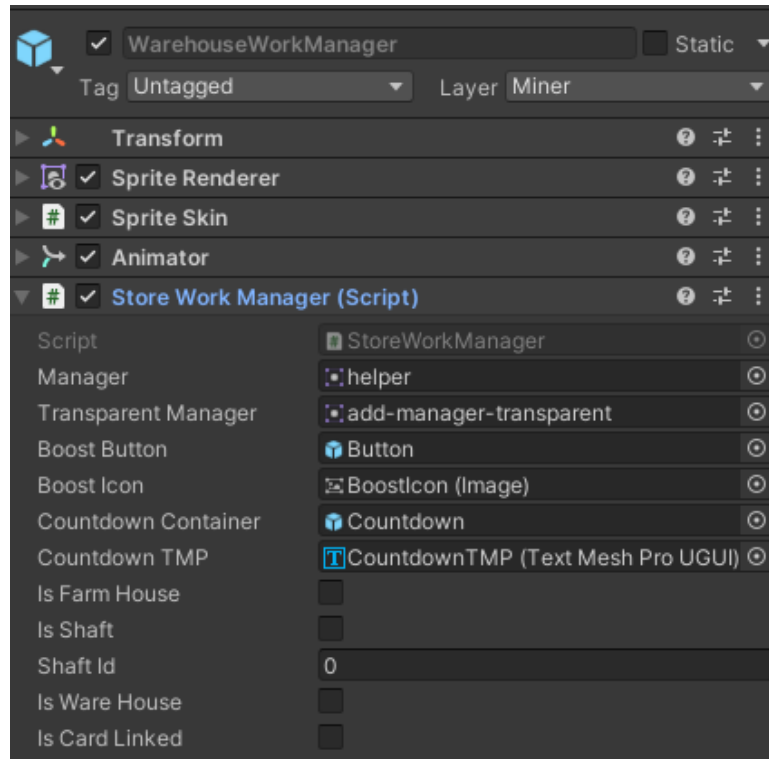 WarehouseWorkManager Static
Tag Untagged Layer Miner
Transform
Sprite Renderer
# Sprite Skin
Animator
# Store Work Manager (Script)
Script # StoreWorkManager
Manager helper
Transparent Manager add-manager-transparent
Boost Button Button
Boost Icon BoostIcon (Image)
Countdown Container Countdown
Countdown TMP T CountdownTMP (Text Mesh Pro UGUI)
Is Farm House
Is Shaft
Shaft Id 0
Is Ware House
Is Card Linked